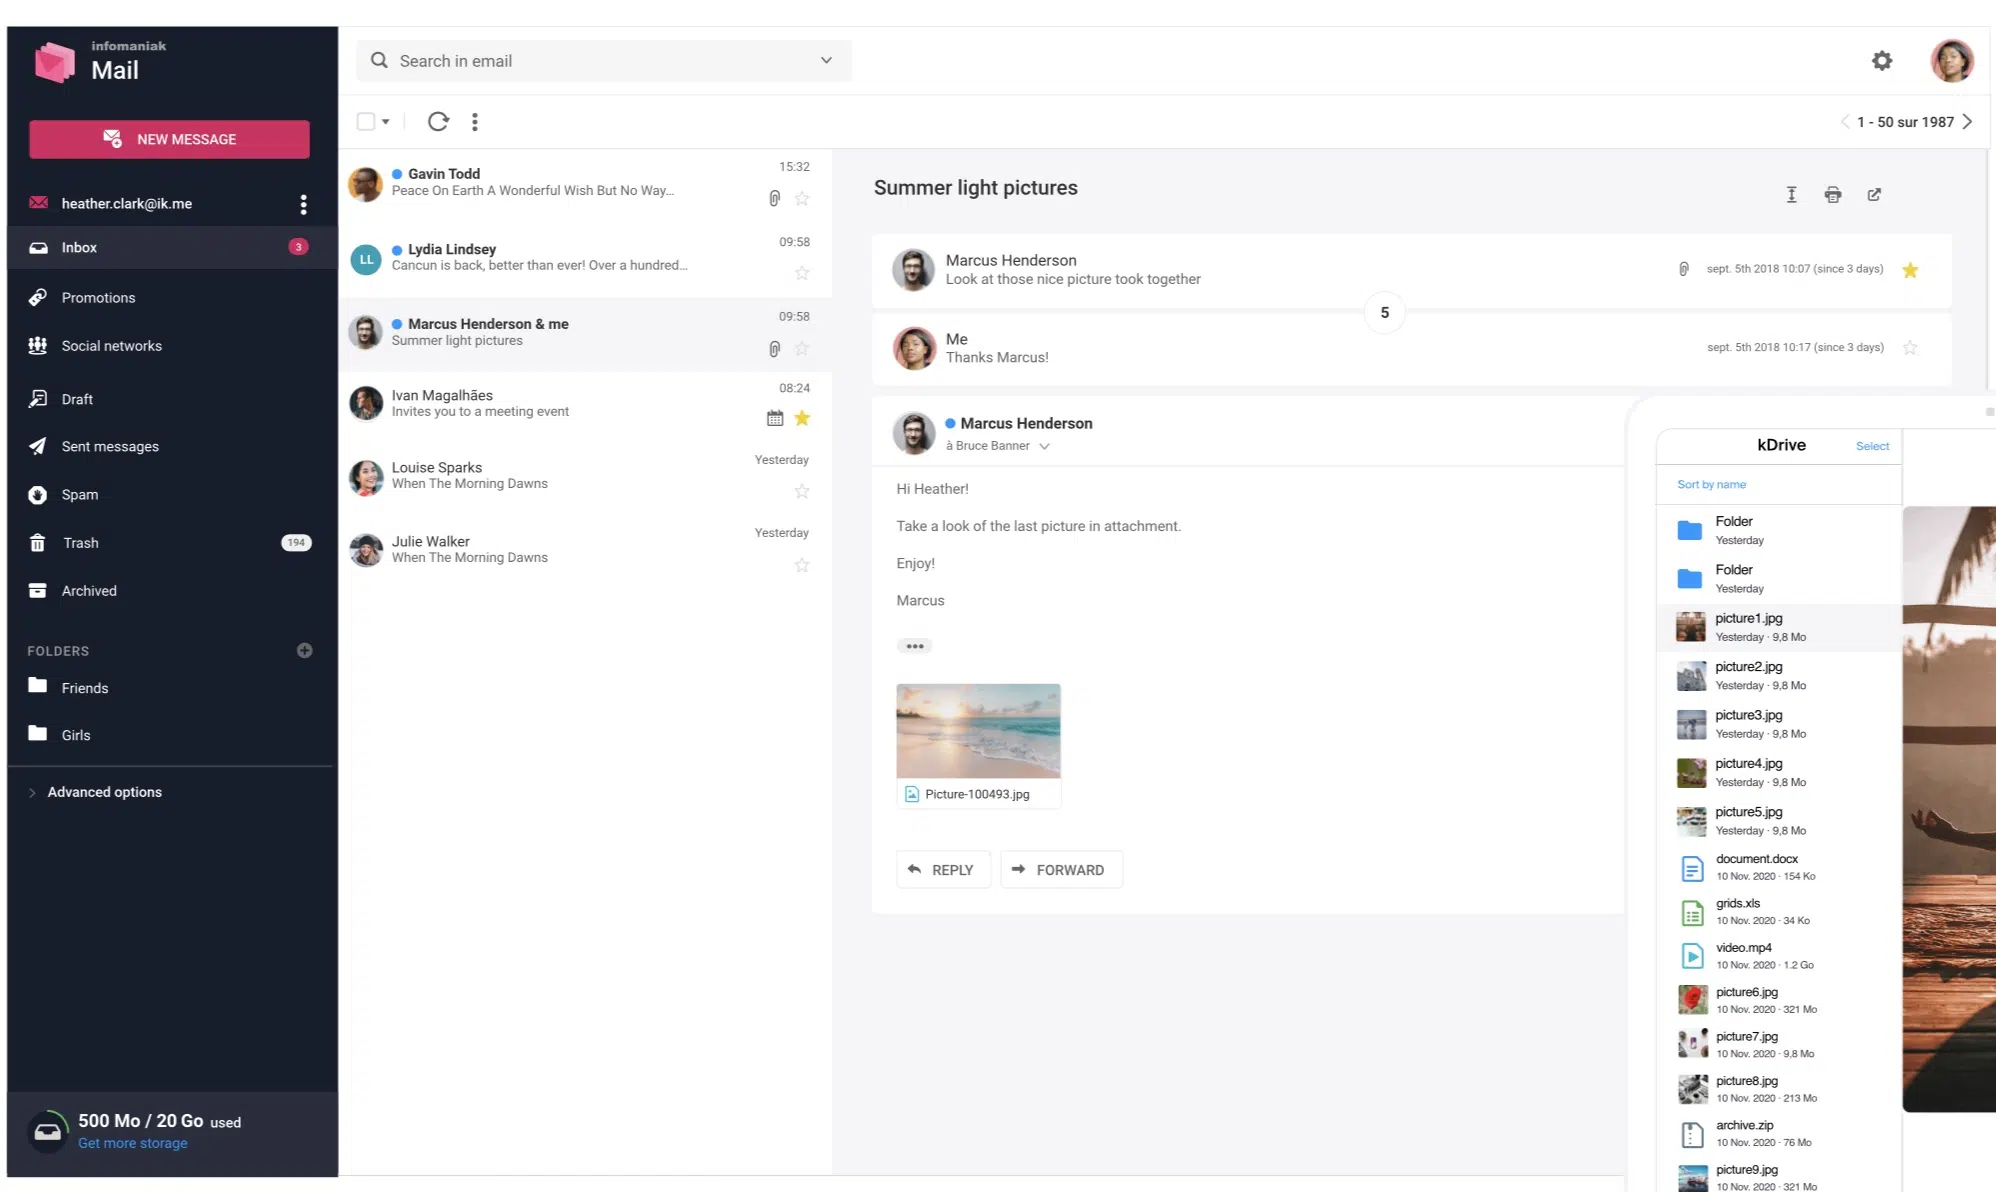 infomaniak
Mail
NEW MESSAGE
heather.clark@ik.me
Inbox 3
Promotions
Social networks
Draft
Sent messages
Spam
Trash 194
Archived
FOLDERS
Friends
Girls
Advanced options
500 Mo / 20 Go used
Get more storage
Search in email
1 - 50 sur 1987
Gavin Todd 15:32
Peace On Earth A Wonderful Wish But No Way...
LL
Lydia Lindsey 09:58
Cancun is back, better than ever! Over a hundred...
Marcus Henderson & me 09:58
Summer light pictures
Ivan Magalhães 08:24
Invites you to a meeting event
Louise Sparks Yesterday
When The Morning Dawns
Julie Walker Yesterday
When The Morning Dawns
Summer light pictures
Marcus Henderson
Look at those nice picture took together
sept. 5th 2018 10:07 (since 3 days)
5
Me
Thanks Marcus!
sept. 5th 2018 10:17 (since 3 days)
Marcus Henderson
à Bruce Banner
Hi Heather!
Take a look of the last picture in attachment.
Enjoy!
Marcus
Picture-100493.jpg
REPLY FORWARD
kDrive Select
Sort by name
Folder
Yesterday
Folder
Yesterday
picture1.jpg
Yesterday · 9,8 Mo
picture2.jpg
Yesterday · 9,8 Mo
picture3.jpg
Yesterday · 9,8 Mo
picture4.jpg
Yesterday · 9,8 Mo
picture5.jpg
Yesterday · 9,8 Mo
document.docx
10 Nov. 2020 · 154 Ko
grids.xls
10 Nov. 2020 · 34 Ko
video.mp4
10 Nov. 2020 · 1.2 Go
picture6.jpg
10 Nov. 2020 · 321 Mo
picture7.jpg
10 Nov. 2020 · 9,8 Mo
picture8.jpg
10 Nov. 2020 · 213 Mo
archive.zip
10 Nov. 2020 · 76 Mo
picture9.jpg
10 Nov. 2020 · 321 Mo